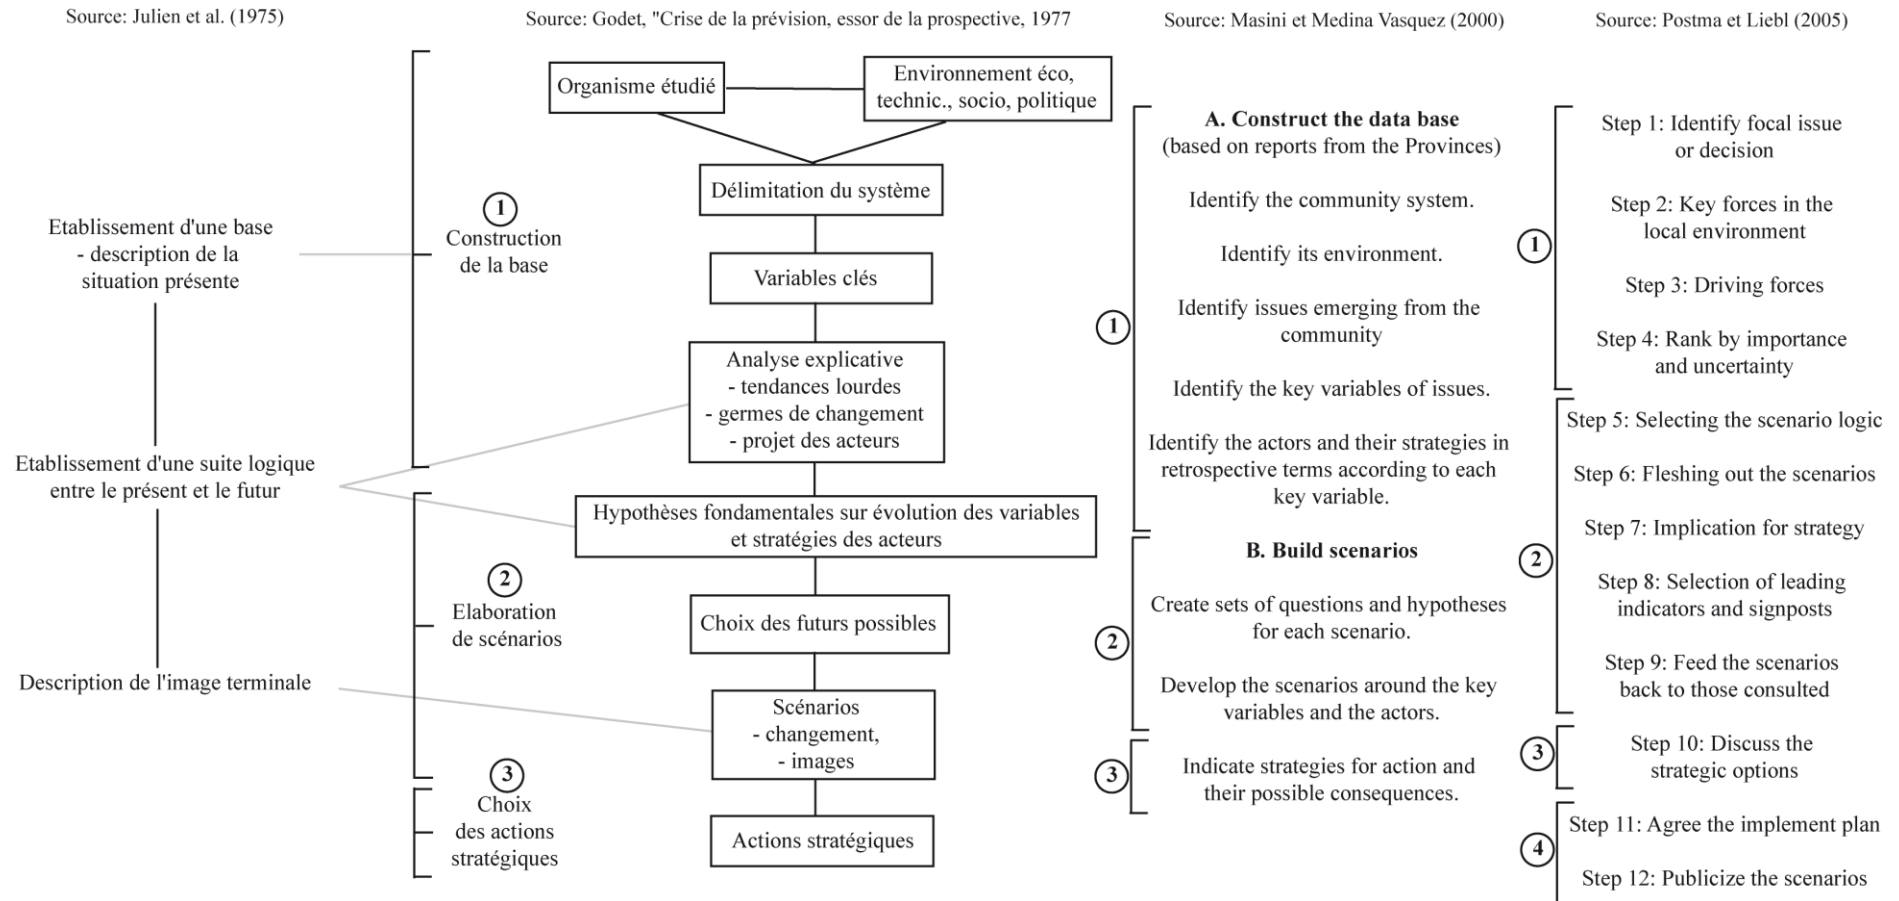 Source: Julien et al. (1975)
Etablissement d'une base
- description de la
situation présente
Etablissement d'une suite logique
entre le présent et le futur
Description de l'image terminale
Source: Godet, "Crise de la prévision, essor de la prospective, 1977
1
Construction
de la base
2
Elaboration
de scénarios
3
Choix
des actions
stratégiques
Organisme étudié
Environnement éco,
technic., socio, politique
Délimitation du système
Variables clés
Analyse explicative
- tendances lourdes
- germes de changement
- projet des acteurs
Hypothèses fondamentales sur évolution des variables
et stratégies des acteurs
Choix des futurs possibles
Scénarios
- changement,
- images
Actions stratégiques
Source: Masini et Medina Vasquez (2000)
1
A. Construct the data base
(based on reports from the Provinces)
Identify the community system.
Identify its environment.
Identify issues emerging from the
community
Identify the key variables of issues.
Identify the actors and their strategies in
retrospective terms according to each
key variable.
2
B. Build scenarios
Create sets of questions and hypotheses
for each scenario.
Develop the scenarios around the key
variables and the actors.
3
Indicate strategies for action and
their possible consequences.
Source: Postma et Liebl (2005)
1
Step 1: Identify focal issue
or decision
Step 2: Key forces in the
local environment
Step 3: Driving forces
Step 4: Rank by importance
and uncertainty
2
Step 5: Selecting the scenario logic
Step 6: Fleshing out the scenarios
Step 7: Implication for strategy
Step 8: Selection of leading
indicators and signposts
Step 9: Feed the scenarios
back to those consulted
3
Step 10: Discuss the
strategic options
4
Step 11: Agree the implement plan
Step 12: Publicize the scenarios